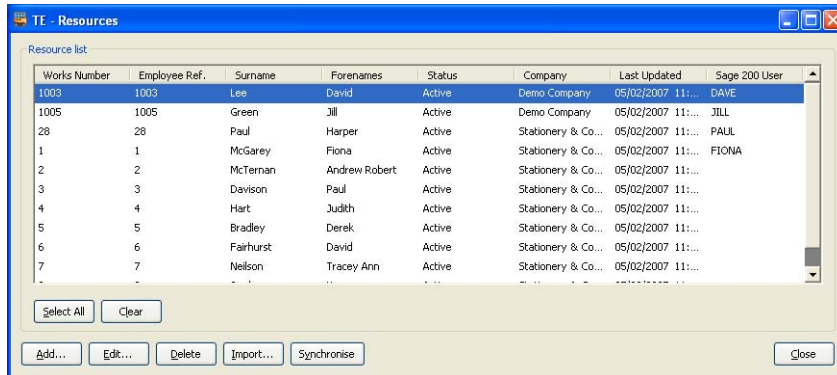 TE - Resources
Resource list
Works Number Employee Ref. Surname Forenames Status Company Last Updated Sage 200 User
1003 1003 Lee David Active Demo Company 05/02/2007 11:... DAVE
1005 1005 Green Jill Active Demo Company 05/02/2007 11:... JILL
28 28 Paul Harper Active Stationery & Co... 05/02/2007 11:... PAUL
1 1 McGarey Fiona Active Stationery & Co... 05/02/2007 11:... FIONA
2 2 McTernan Andrew Robert Active Stationery & Co... 05/02/2007 11:...
3 3 Davison Paul Active Stationery & Co... 05/02/2007 11:...
4 4 Hart Judith Active Stationery & Co... 05/02/2007 11:...
5 5 Bradley Derek Active Stationery & Co... 05/02/2007 11:...
6 6 Fairhurst David Active Stationery & Co... 05/02/2007 11:...
7 7 Neilson Tracey Ann Active Stationery & Co... 05/02/2007 11:...
Select All Clear
Add... Edit... Delete Import... Synchronise Close